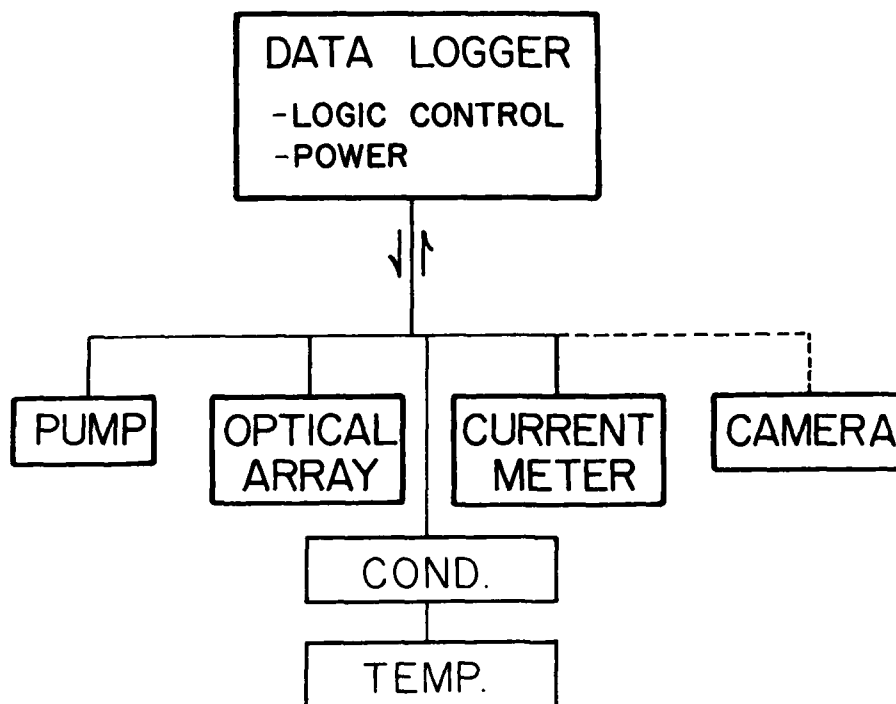 DATA LOGGER
-LOGIC CONTROL
-POWER
PUMP
OPTICAL
ARRAY
CURRENT
METER
CAMERA
COND.
TEMP.